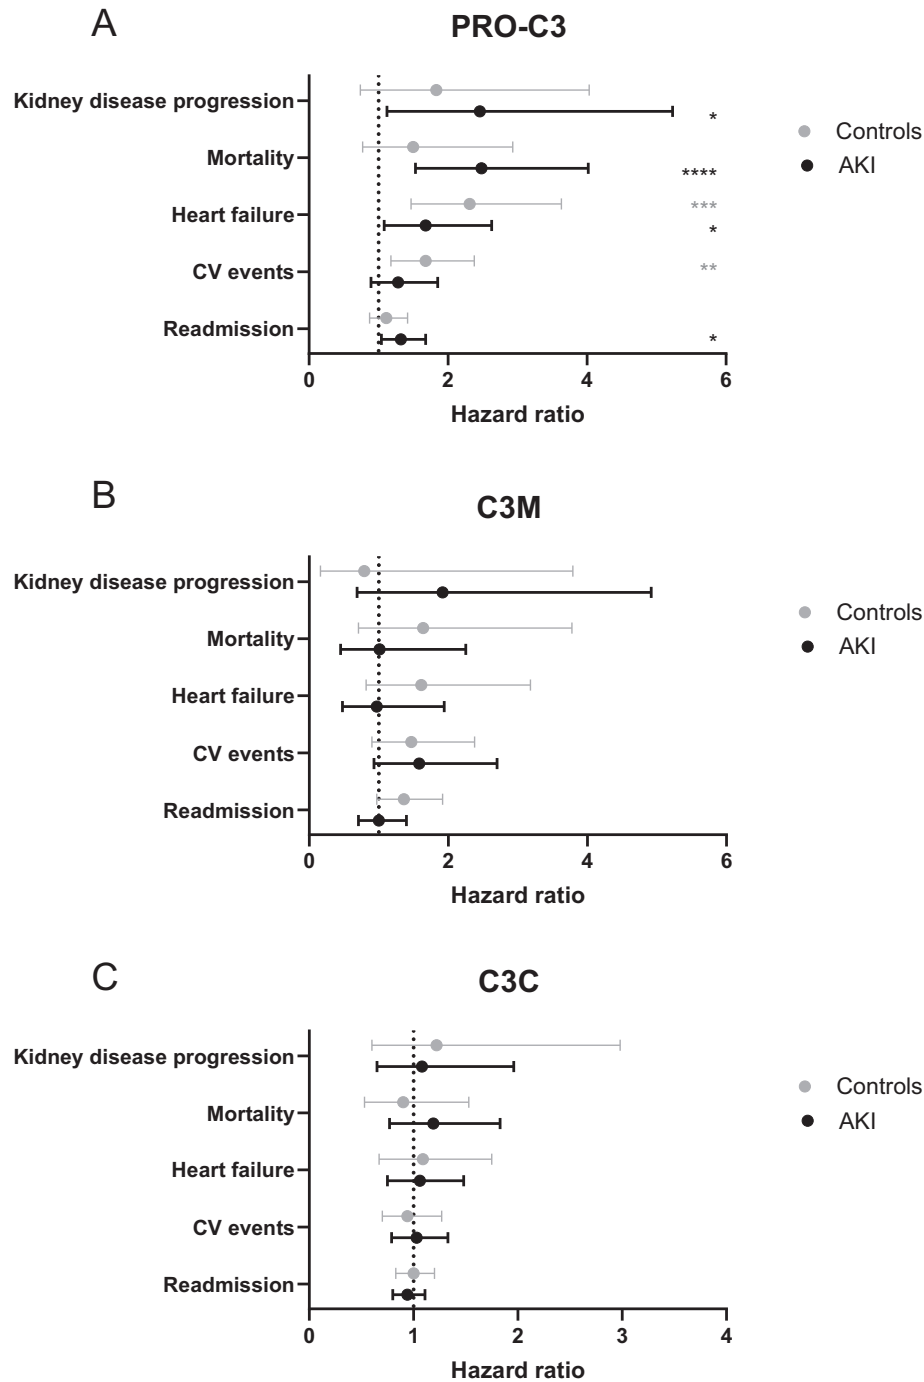 A
PRO-C3
Kidney disease progression
*
Mortality
****
Heart failure
***
*
CV events
**
Readmission
*
0 2 4 6
Hazard ratio
Controls
AKI
B
C3M
Kidney disease progression
Mortality
Heart failure
CV events
Readmission
0 2 4 6
Hazard ratio
Controls
AKI
C
C3C
Kidney disease progression
Mortality
Heart failure
CV events
Readmission
0 1 2 3 4
Hazard ratio
Controls
AKI